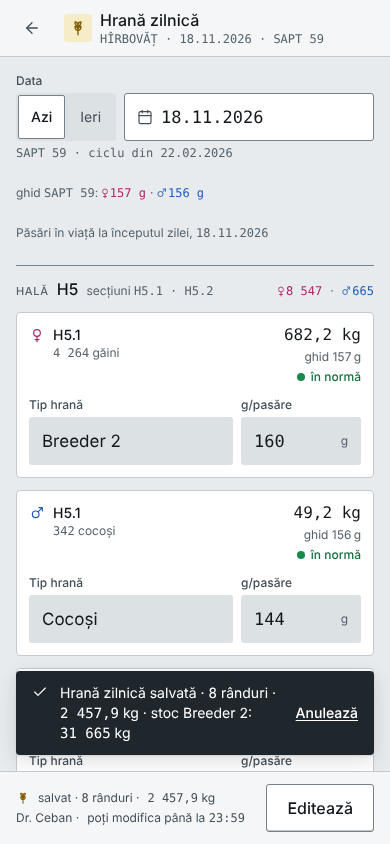 Hrană zilnică
HÎRBOVĂȚ · 18.11.2026 · SAPT 59
Data
Azi Ieri 18.11.2026
SAPT 59 · ciclu din 22.02.2026
ghid SAPT 59: ♀157 g · ♂156 g
Păsări în viață la începutul zilei, 18.11.2026
HALĂ H5 secțiuni H5.1 · H5.2 ♀8 547 · ♂665
♀ H5.1 682,2 kg
4 264 găini ghid 157 g
în normă
Tip hrană g/pasăre
Breeder 2 160 g
♂ H5.1 49,2 kg
342 cocoși ghid 156 g
în normă
Tip hrană g/pasăre
Cocoși 144 g
Hrană zilnică salvată · 8 rânduri ·
2 457,9 kg · stoc Breeder 2:
31 665 kg
Anulează
Tip hrană g/pasăre
salvat · 8 rânduri · 2 457,9 kg
Dr. Ceban · poți modifica până la 23:59
Editează